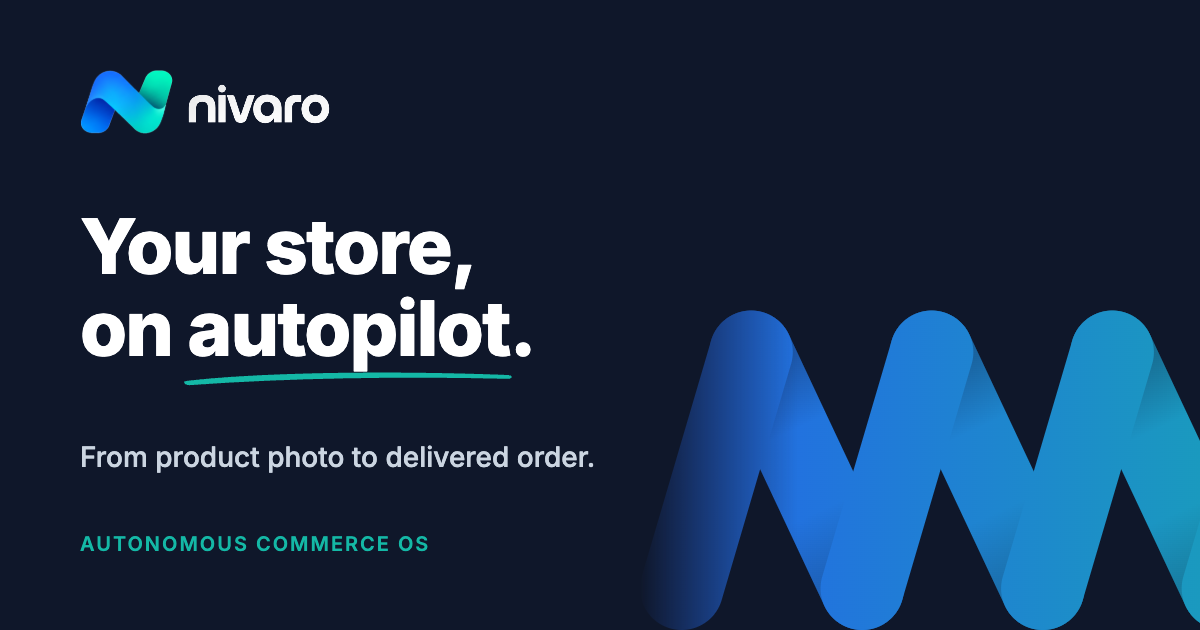 nivaro
Your store,
on autopilot.
From product photo to delivered order.
AUTONOMOUS COMMERCE OS